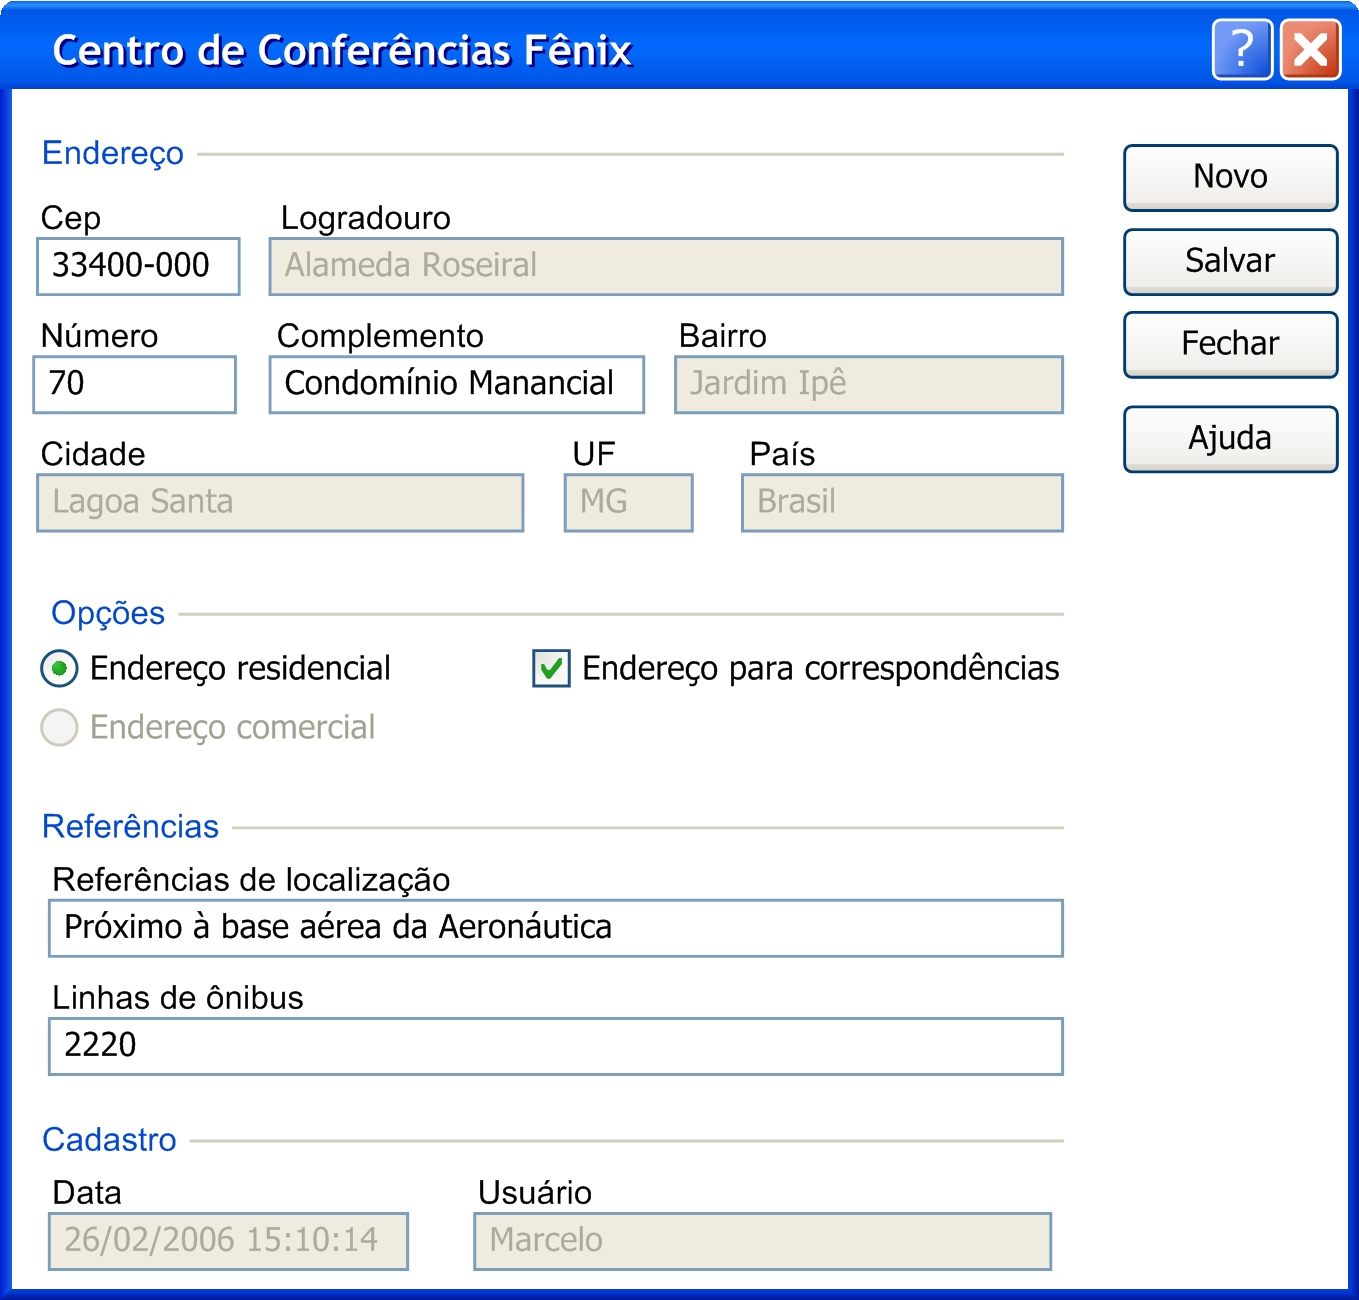 Centro de Conferências Fênix
?
Endereço
Novo
Cep Logradouro
33400-000 Alameda Roseiral
Salvar
Número Complemento Bairro
Fechar
70 Condomínio Manancial Jardim Ipê
Ajuda
Cidade UF País
Lagoa Santa MG Brasil
Opções
Endereço residencial Endereço para correspondências
Endereço comercial
Referências
Referências de localização
Próximo à base aérea da Aeronáutica
Linhas de ônibus
2220
Cadastro
Data Usuário
26/02/2006 15:10:14 Marcelo